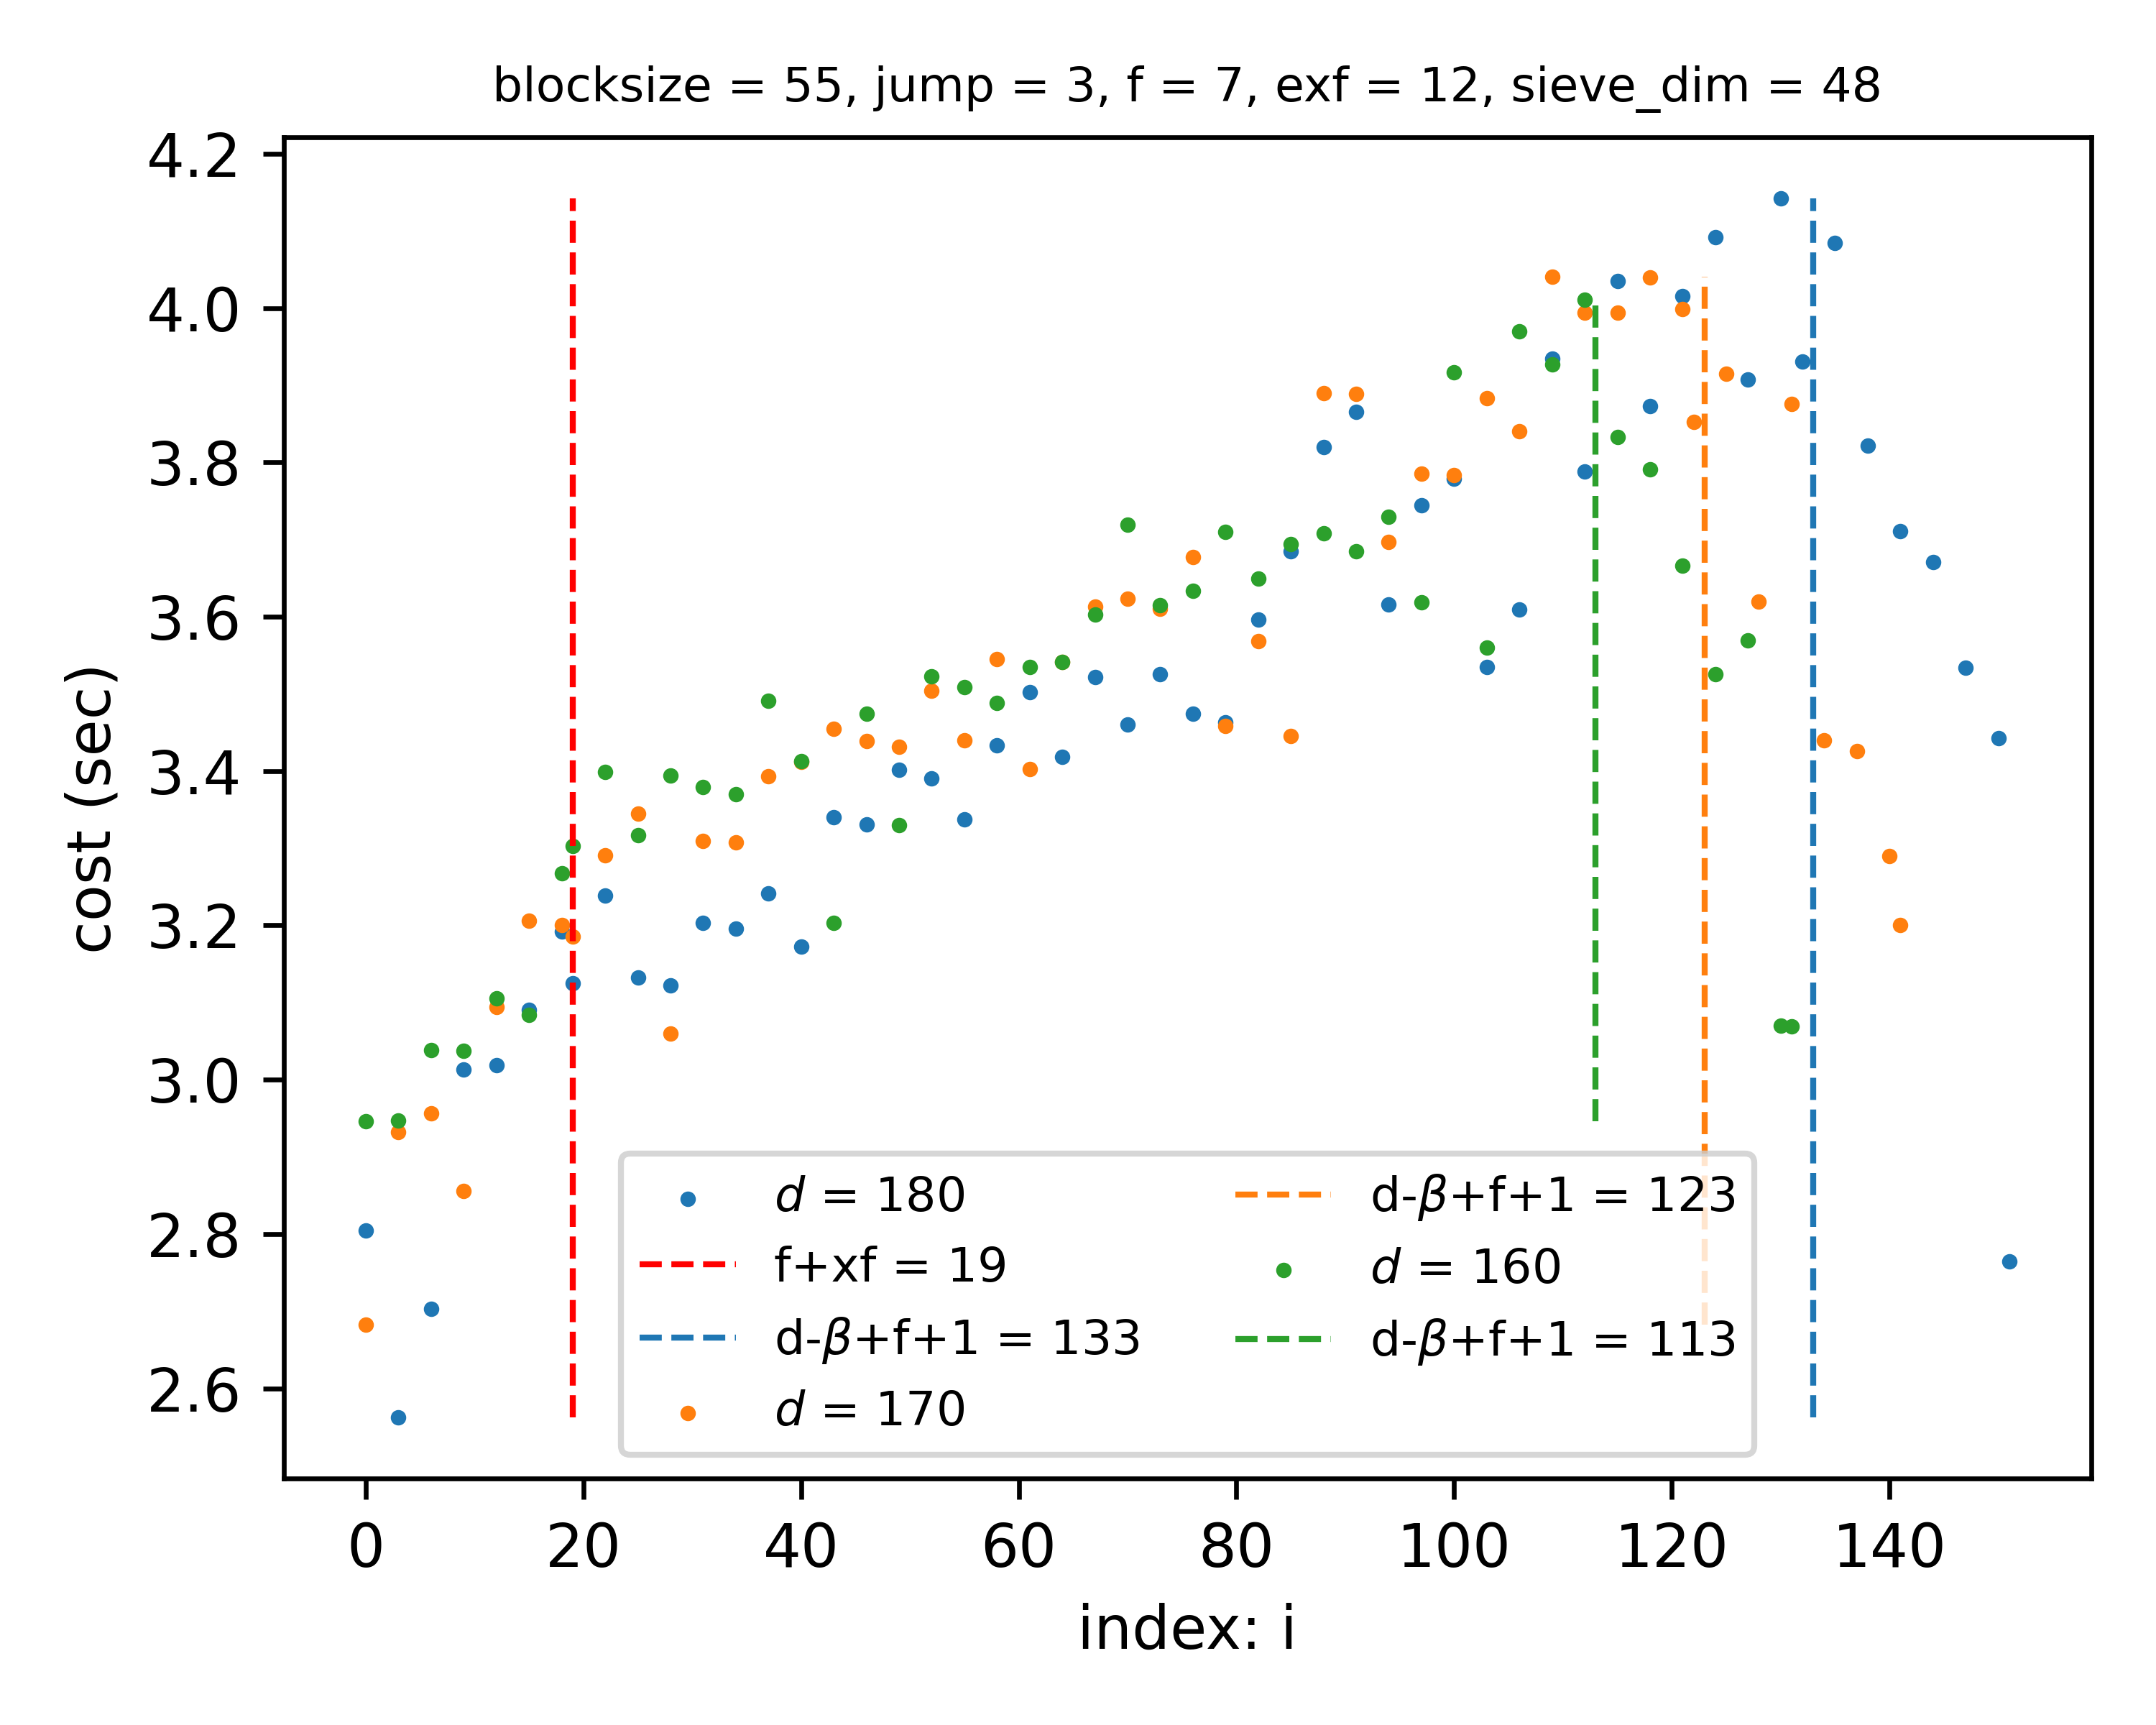 blocksize = 55, jump = 3, f = 7, exf = 12, sieve_dim = 48
4.2
4.0
3.8
3.6
3.4
3.2
3.0
2.8
2.6
cost (sec)
d = 180
f+xf = 19
d-β+f+1 = 133
d = 170
d-β+f+1 = 123
d = 160
d-β+f+1 = 113
0 20 40 60 80 100 120 140
index: i